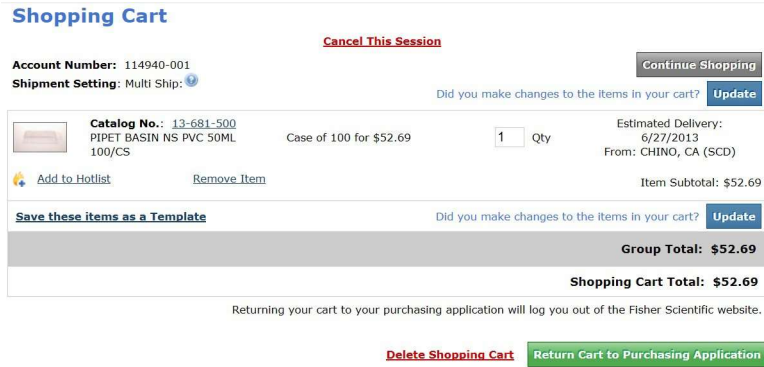 Shopping Cart
Cancel This Session
Account Number: 114940-001
Continue Shopping
Shipment Setting: Multi Ship: ?
Did you make changes to the items in your cart? Update
Catalog No.: 13-681-500
PIPET BASIN NS PVC 50ML
100/CS
Case of 100 for $52.69
1 Qty
Estimated Delivery:
6/27/2013
From: CHINO, CA (SCD)
Add to Hotlist
Remove Item
Item Subtotal: $52.69
Save these items as a Template
Did you make changes to the items in your cart? Update
Group Total: $52.69
Shopping Cart Total: $52.69
Returning your cart to your purchasing application will log you out of the Fisher Scientific website.
Delete Shopping Cart
Return Cart to Purchasing Application